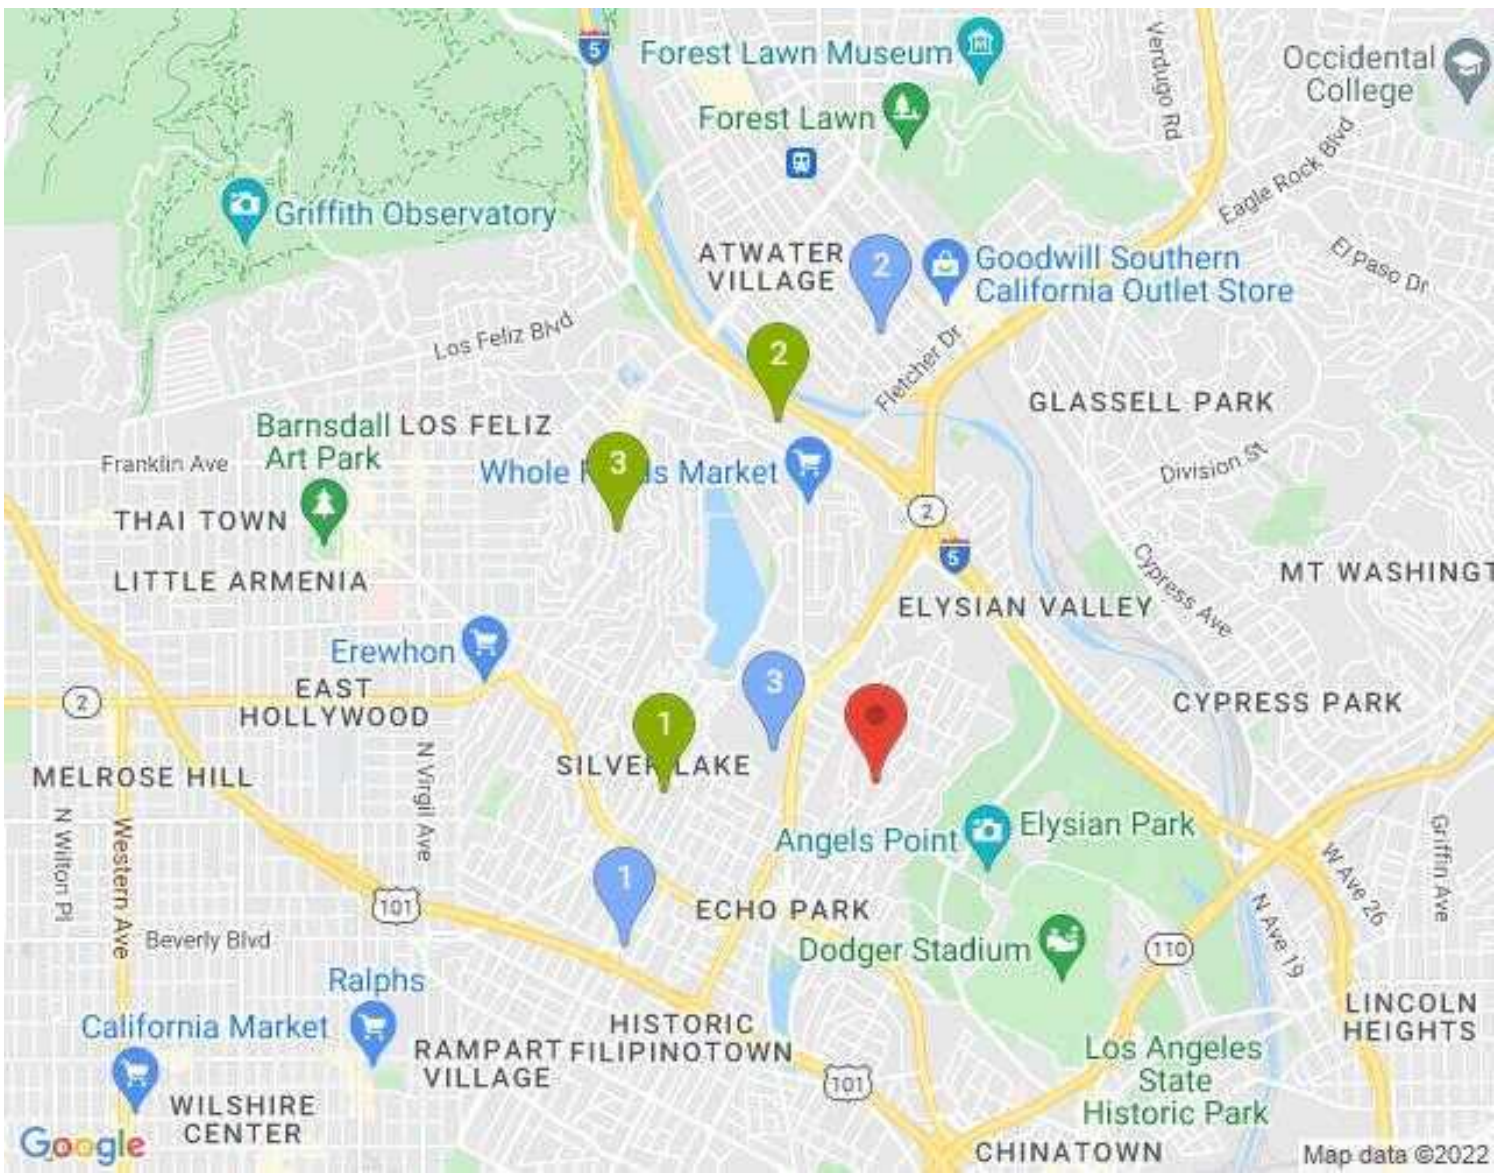 5
Forest Lawn Museum
Verdugo Rd
Occidental
College
Forest Lawn
Eagle Rock Blvd
Griffith Observatory
El Paso Dr
ATWATER
VILLAGE
2
Goodwill Southern
California Outlet Store
Los Feliz Blvd
2
Fletcher Dr
GLASSELL PARK
Barnsdall
Art Park
LOS FELIZ
Franklin Ave
3
Whole
s Market
Division St
THAI TOWN
2
5
LITTLE ARMENIA
Cypress Ave
MT WASHINGT
ELYSIAN VALLEY
Erewhon
EAST
HOLLYWOOD
2
3
CYPRESS PARK
1
SILVER LAKE
MELROSE HILL
N Virgil Ave
N Wilton Pl
Western Ave
Angels Point
Elysian Park
Griffin Ave
W Ave 26
1
101
ECHO PARK
N Ave 19
Beverly Blvd
Dodger Stadium
110
Ralphs
LINCOLN
HEIGHTS
California Market
HISTORIC
FILIPINOTOWN
RAMPART
VILLAGE
Los Angeles
State
Historic Park
101
WILSHIRE
CENTER
Google
CHINATOWN
Map data ©2022